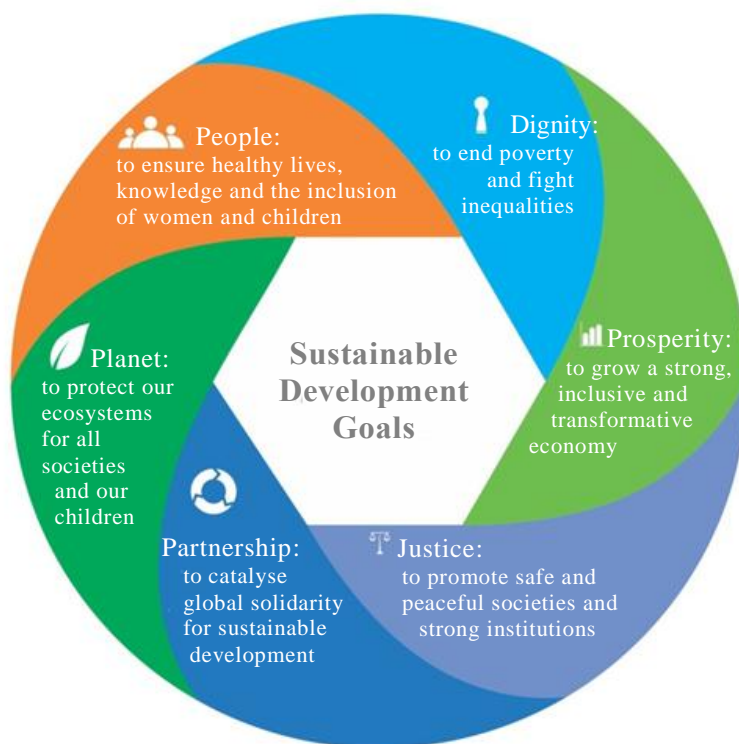 People:
to ensure healthy lives,
knowledge and the inclusion
of women and children
Dignity:
to end poverty
and fight
inequalities
Prosperity:
to grow a strong,
inclusive and
transformative
economy
Justice:
to promote safe and
peaceful societies and
strong institutions
Partnership:
to catalyse
global solidarity
for sustainable
development
Planet:
to protect our
ecosystems
for all
societies
and our
children
Sustainable
Development
Goals